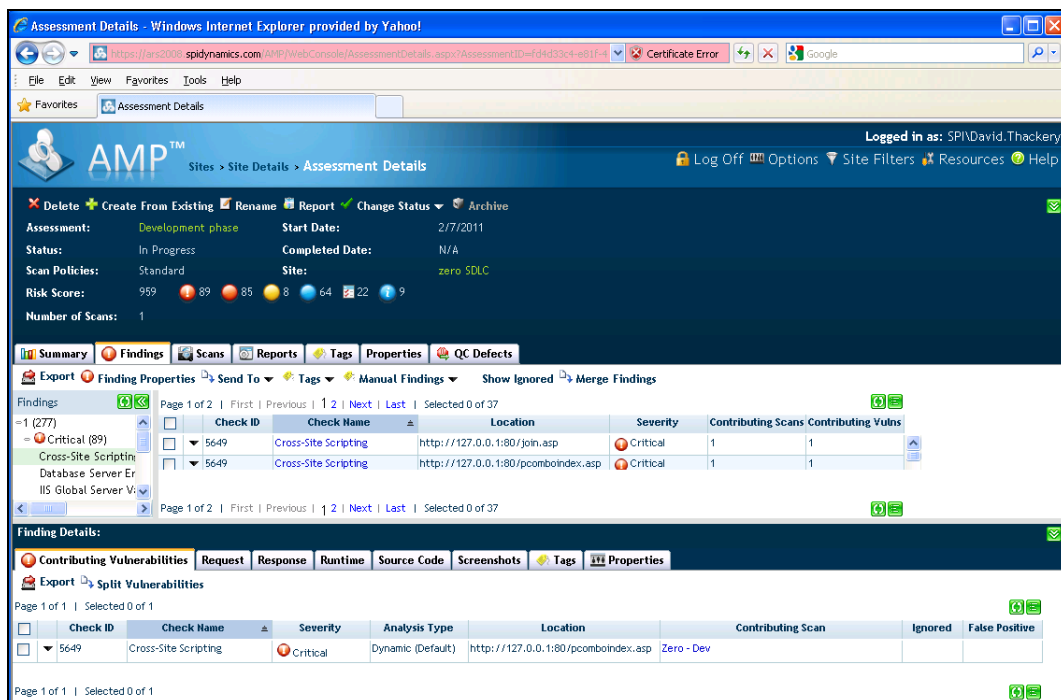 Assessment Details - Windows Internet Explorer provided by Yahoo!
https://ars2008.spidynamics.com/AMP/WebConsole/AssessmentDetails.aspx?AssessmentID=fd4d33c4-e81f-4 Certificate Error Google
File Edit View Favorites Tools Help
Favorites Assessment Details
Logged in as: SPI\David.Thackery
AMP™ Sites > Site Details > Assessment Details Log Off Options Site Filters Resources Help
Delete Create From Existing Rename Report Change Status Archive
Assessment: Development phase Start Date: 2/7/2011
Status: In Progress Completed Date: N/A
Scan Policies: Standard Site: zero SDLC
Risk Score: 959 89 85 8 64 22 9
Number of Scans: 1
Summary Findings Scans Reports Tags Properties QC Defects
Export Finding Properties Send To Tags Manual Findings Show Ignored Merge Findings
Findings Page 1 of 2 | First | Previous | 1 2 | Next | Last | Selected 0 of 37
1 (277) Check ID Check Name Location Severity Contributing Scans Contributing Vulns
Critical (89) 5649 Cross-Site Scripting http://127.0.0.1:80/join.asp Critical 1 1
Cross-Site Scripting 5649 Cross-Site Scripting http://127.0.0.1:80/pcomboindex.asp Critical 1 1
Database Server Er
IIS Global Server V
Page 1 of 2 | First | Previous | 1 2 | Next | Last | Selected 0 of 37
Finding Details:
Contributing Vulnerabilities Request Response Runtime Source Code Screenshots Tags Properties
Export Split Vulnerabilities
Page 1 of 1 | Selected 0 of 1
Check ID Check Name Severity Analysis Type Location Contributing Scan Ignored False Positive
5649 Cross-Site Scripting Critical Dynamic (Default) http://127.0.0.1:80/pcomboindex.asp Zero - Dev
Page 1 of 1 | Selected 0 of 1